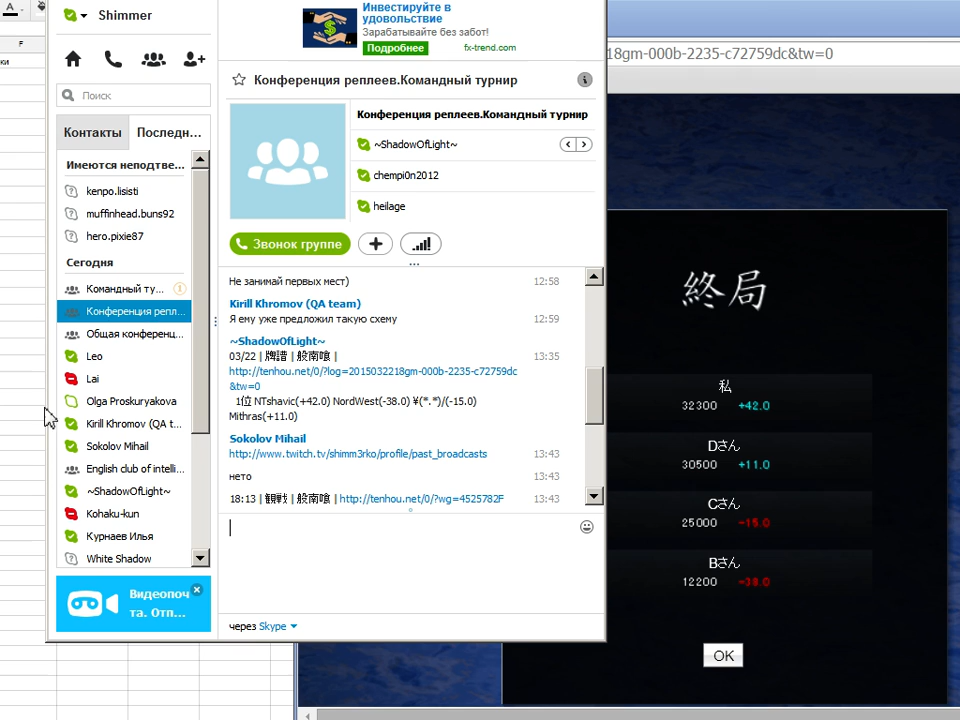 A
F
ки
Shimmer
Поиск
Контакты
Последн...
Имеются неподтве...
kenpo.lisisti
muffinhead.buns92
hero.pixie87
Сегодня
Командный ту...
1
Конференция репл...
Общая конференц...
Leo
Lai
Olga Proskuryakova
Kirill Khromov (QA t...
Sokolov Mihail
English club of intelli...
~ShadowOfLight~
Kohaku-kun
Курнаев Илья
White Shadow
Видеопоч
та. Отп...
Инвестируйте в
удовольствие
Зарабатывайте без забот!
Подробнее
fx-trend.com
Конференция реплеев.Командный турнир
Конференция реплеев.Командный турнир
~ShadowOfLight~
chempi0n2012
heilage
Звонок группе
Не занимай первых мест)
12:58
Kirill Khromov (QA team)
Я ему уже предложил такую схему
12:59
~ShadowOfLight~
03/22 | 牌譜 | 般南喰 |
13:35
http://tenhou.net/0/?log=2015032218gm-000b-2235-c72759dc
&tw=0
1位 NTshavic(+42.0) NordWest(-38.0) ¥(*.*)/(-15.0)
Mithras(+11.0)
Sokolov Mihail
http://www.twitch.tv/shimm3rko/profile/past_broadcasts
13:43
нето
13:43
18:13 | 観戦 | 般南喰 | http://tenhou.net/0/?wg=4525782F
13:43
через Skype
18gm-000b-2235-c72759dc&tw=0
終局
私
32300 +42.0
Dさん
30500 +11.0
Cさん
25000 -15.0
Bさん
12200 -38.0
OK